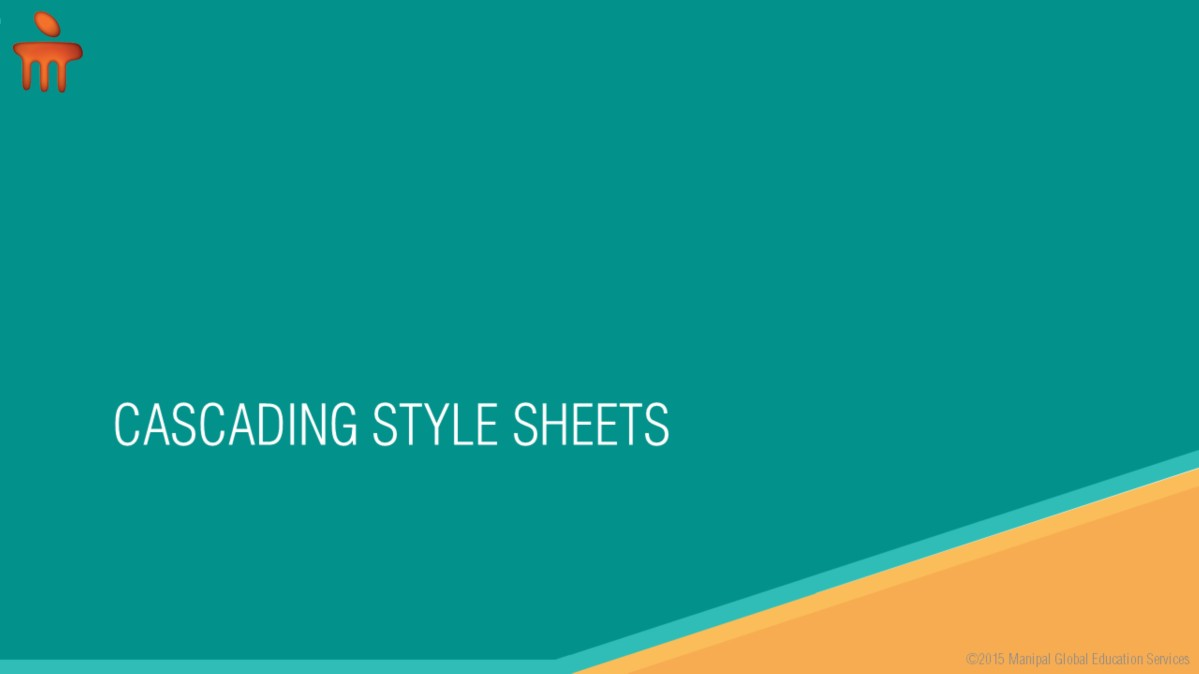 CASCADING STYLE SHEETS
©2015 Manipal Global Education Services